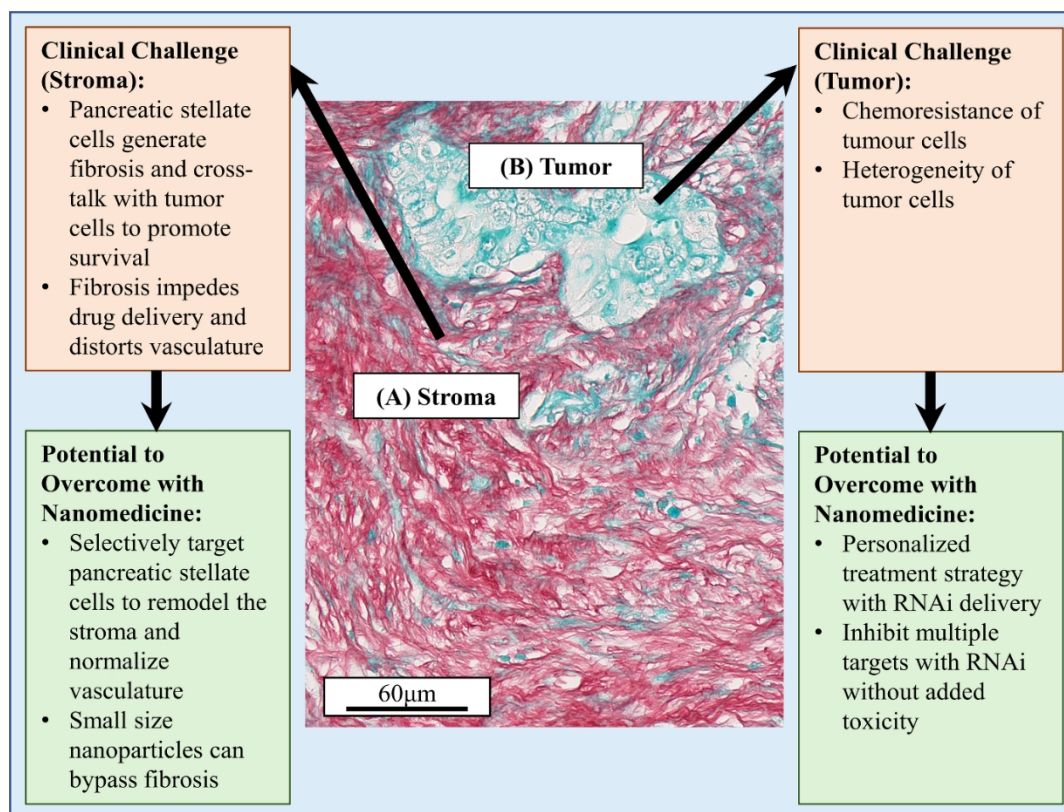 Clinical Challenge
(Stroma):
• Pancreatic stellate
cells generate
fibrosis and cross-
talk with tumor
cells to promote
survival
• Fibrosis impedes
drug delivery and
distorts vasculature
Potential to
Overcome with
Nanomedicine:
• Selectively target
pancreatic stellate
cells to remodel the
stroma and
normalize
vasculature
• Small size
nanoparticles can
bypass fibrosis
(B) Tumor
(A) Stroma
60μm
Clinical Challenge
(Tumor):
• Chemoresistance of
tumour cells
• Heterogeneity of
tumor cells
Potential to
Overcome with
Nanomedicine:
• Personalized
treatment strategy
with RNAi delivery
• Inhibit multiple
targets with RNAi
without added
toxicity